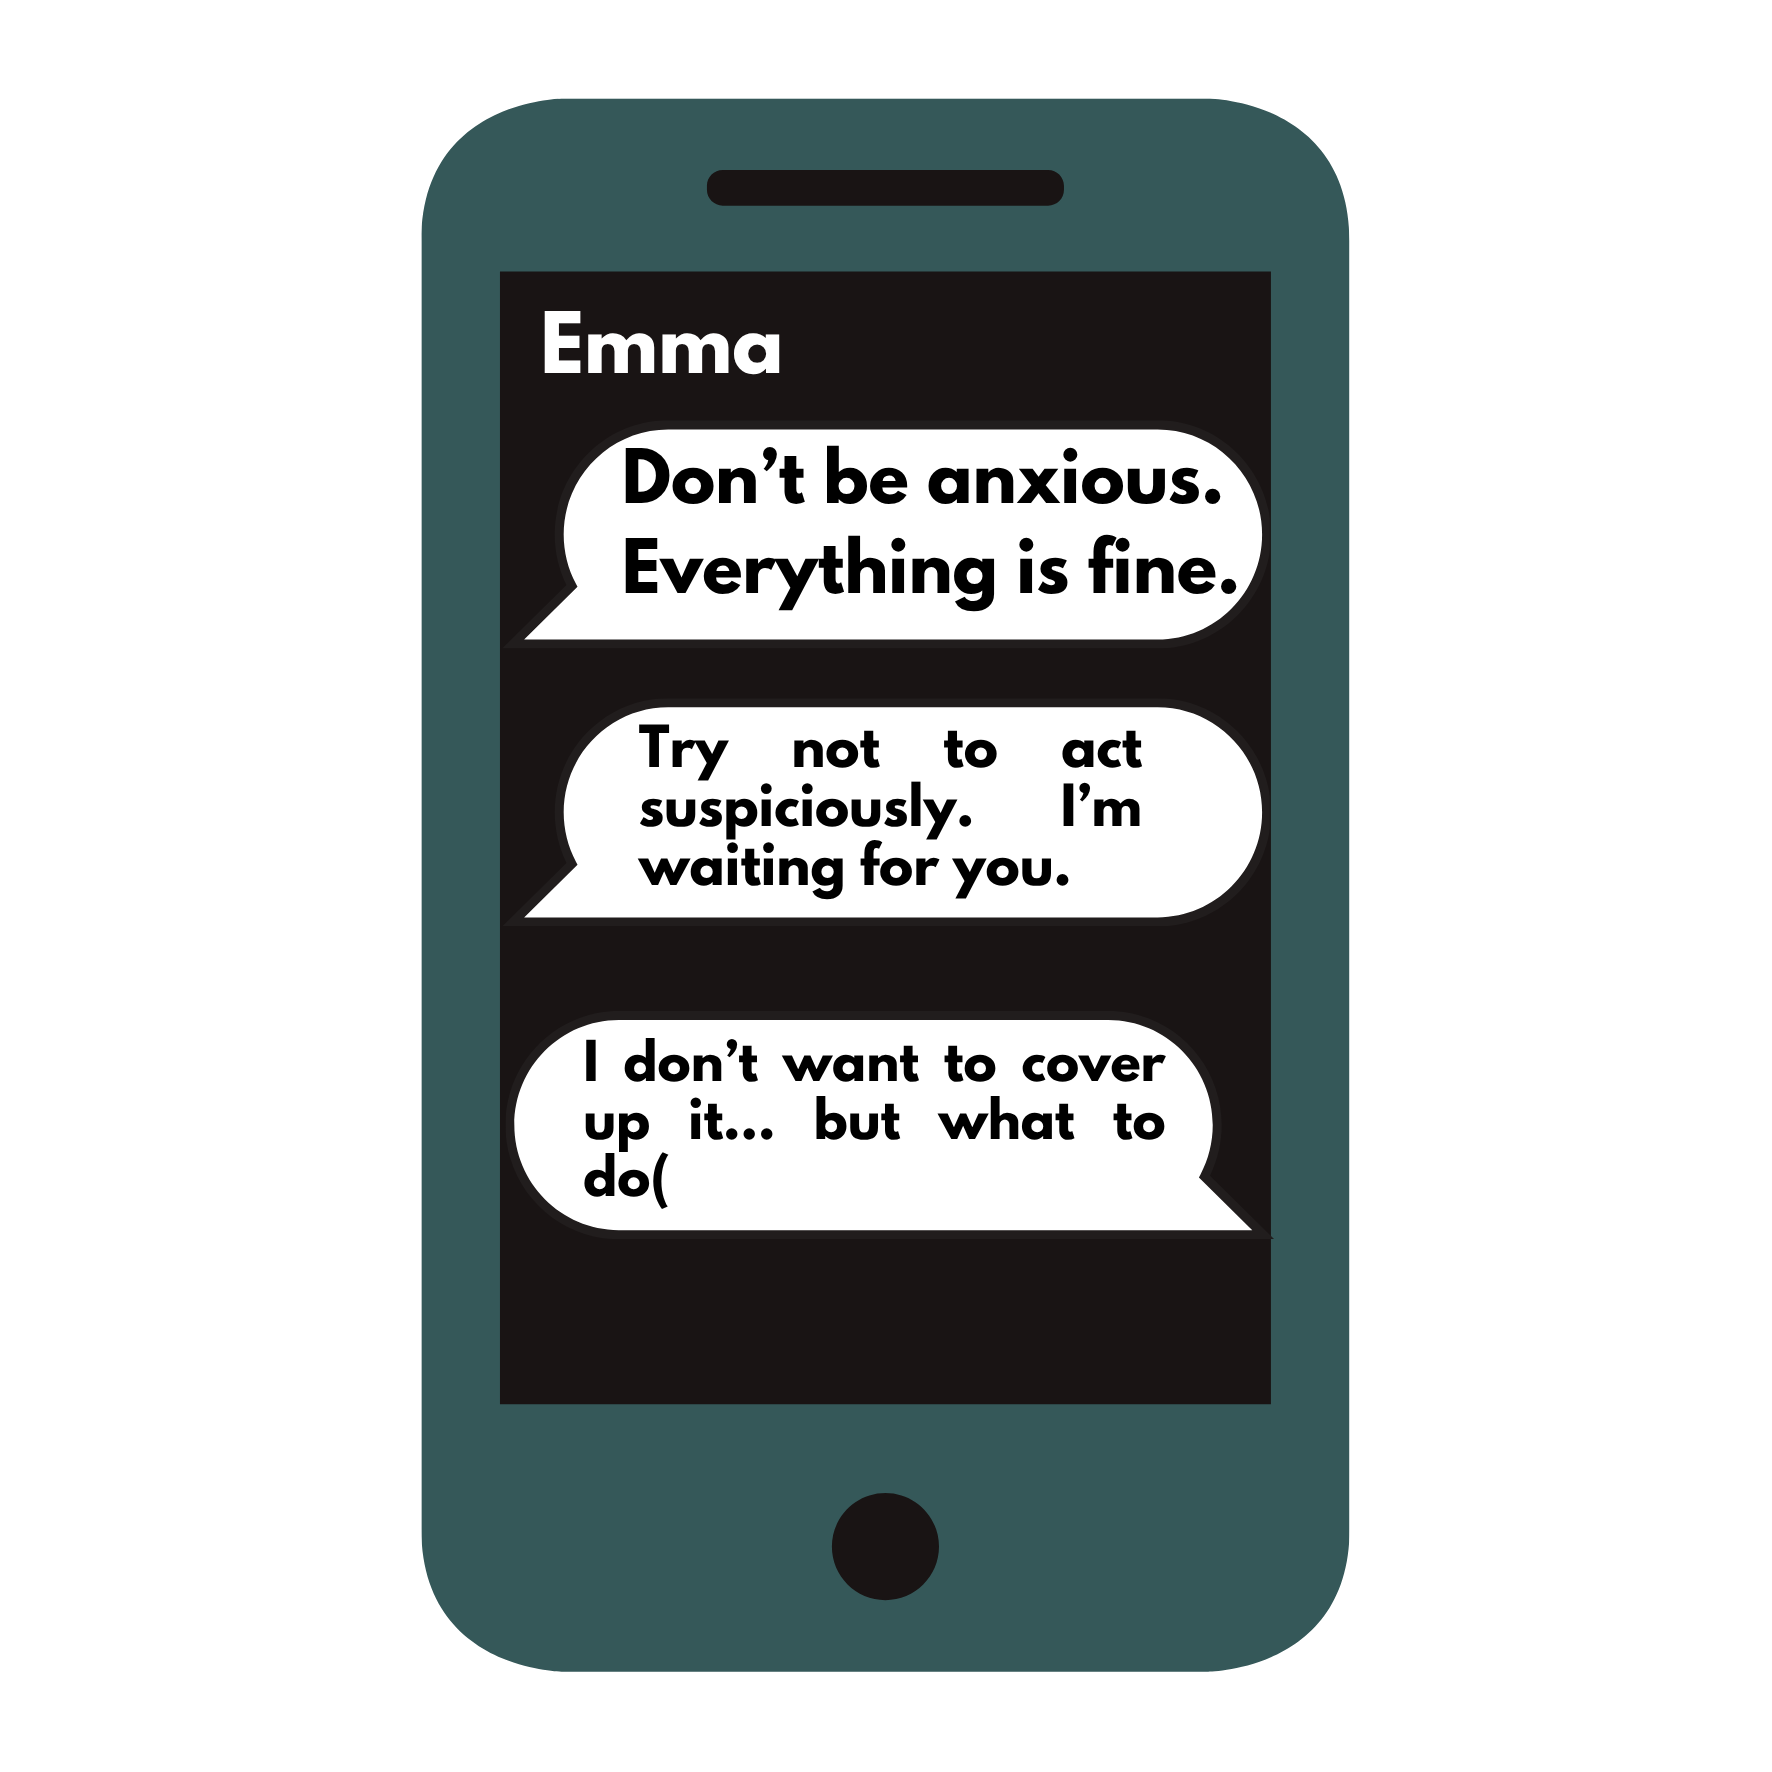 Emma
Don’t be anxious.
Everything is fine.
Try not to act
suspiciously. I’m
waiting for you.
I don’t want to cover
up it... but what to
do(